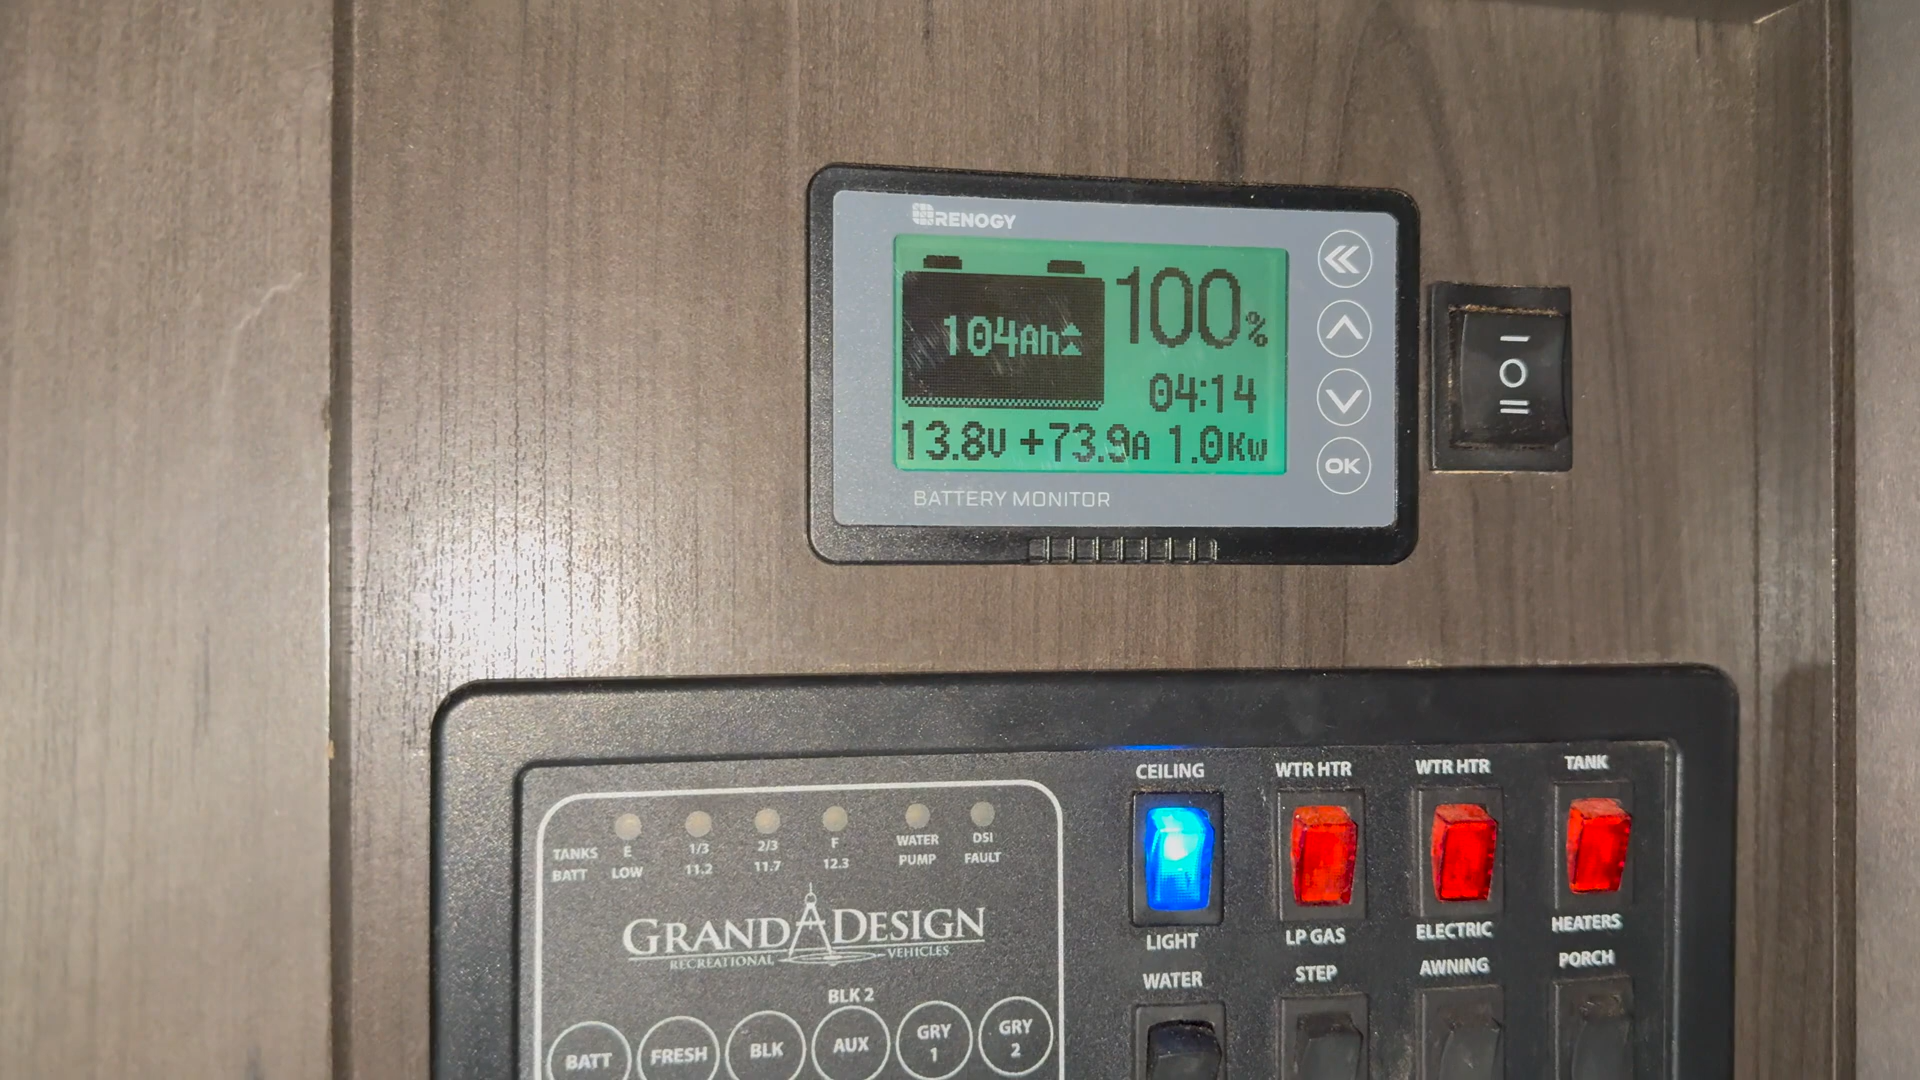 RENOGY
104Ah
100%
04:14
13.8V +73.9A 1.0Kw
BATTERY MONITOR
OK
I
O
II
CEILING
WTR HTR
WTR HTR
TANK
LIGHT
LP GAS
ELECTRIC
HEATERS
WATER
STEP
AWNING
PORCH
TANKS E 1/3 2/3 F WATER PUMP DSI FAULT
BATT LOW 11.2 11.7 12.3
GRAND DESIGN
RECREATIONAL VEHICLES
BLK 2
BATT
FRESH
BLK
AUX
GRY 1
GRY 2